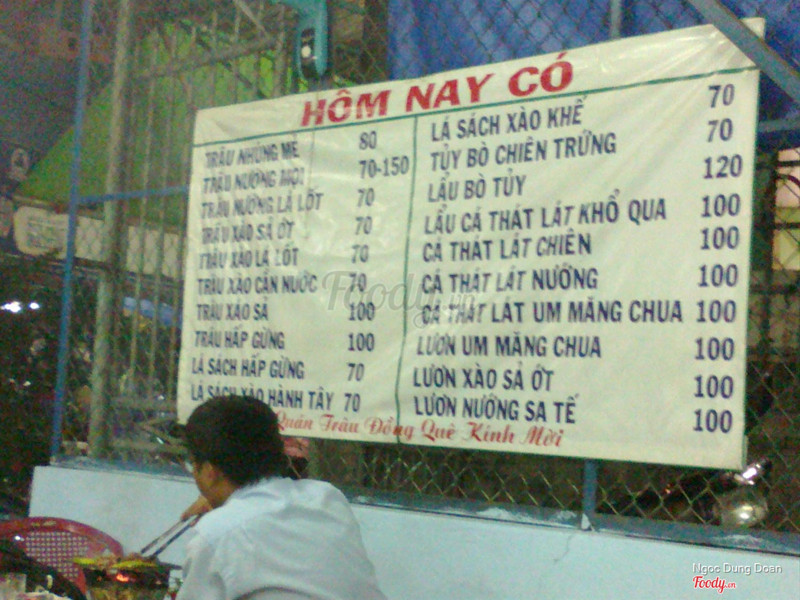 HÔM NAY CÓ
TRÂU NHÚNG MẺ 80
TRÂU NƯỚNG MỌI 70-150
TRÂU NƯỚNG LÁ LỐT 70
TRÂU XÀO SẢ ỚT 70
TRÂU XÀO LÁ LỐT 70
TRÂU XÀO CẦN NƯỚC 70
TRÂU XÀO SẢ 100
TRÂU HẤP GỪNG 100
LÁ SÁCH HẤP GỪNG 70
LÁ SÁCH XÀO HÀNH TÂY 70
LÁ SÁCH XÀO KHẾ 70
TỦY BÒ CHIÊN TRỨNG 70
LẨU BÒ TỦY 120
LẨU CÁ THÁT LÁT KHỔ QUA 100
CÁ THÁT LÁT CHIÊN 100
CÁ THÁT LÁT NƯỚNG 100
CÁ THÁT LÁT UM MĂNG CHUA 100
LƯƠN UM MĂNG CHUA 100
LƯƠN XÀO SẢ ỚT 100
LƯƠN NƯỚNG SA TẾ 100
Quán Trâu Đồng Quê Kính Mời
Foody.vn
Ngoc Dung Doan
Foody.vn